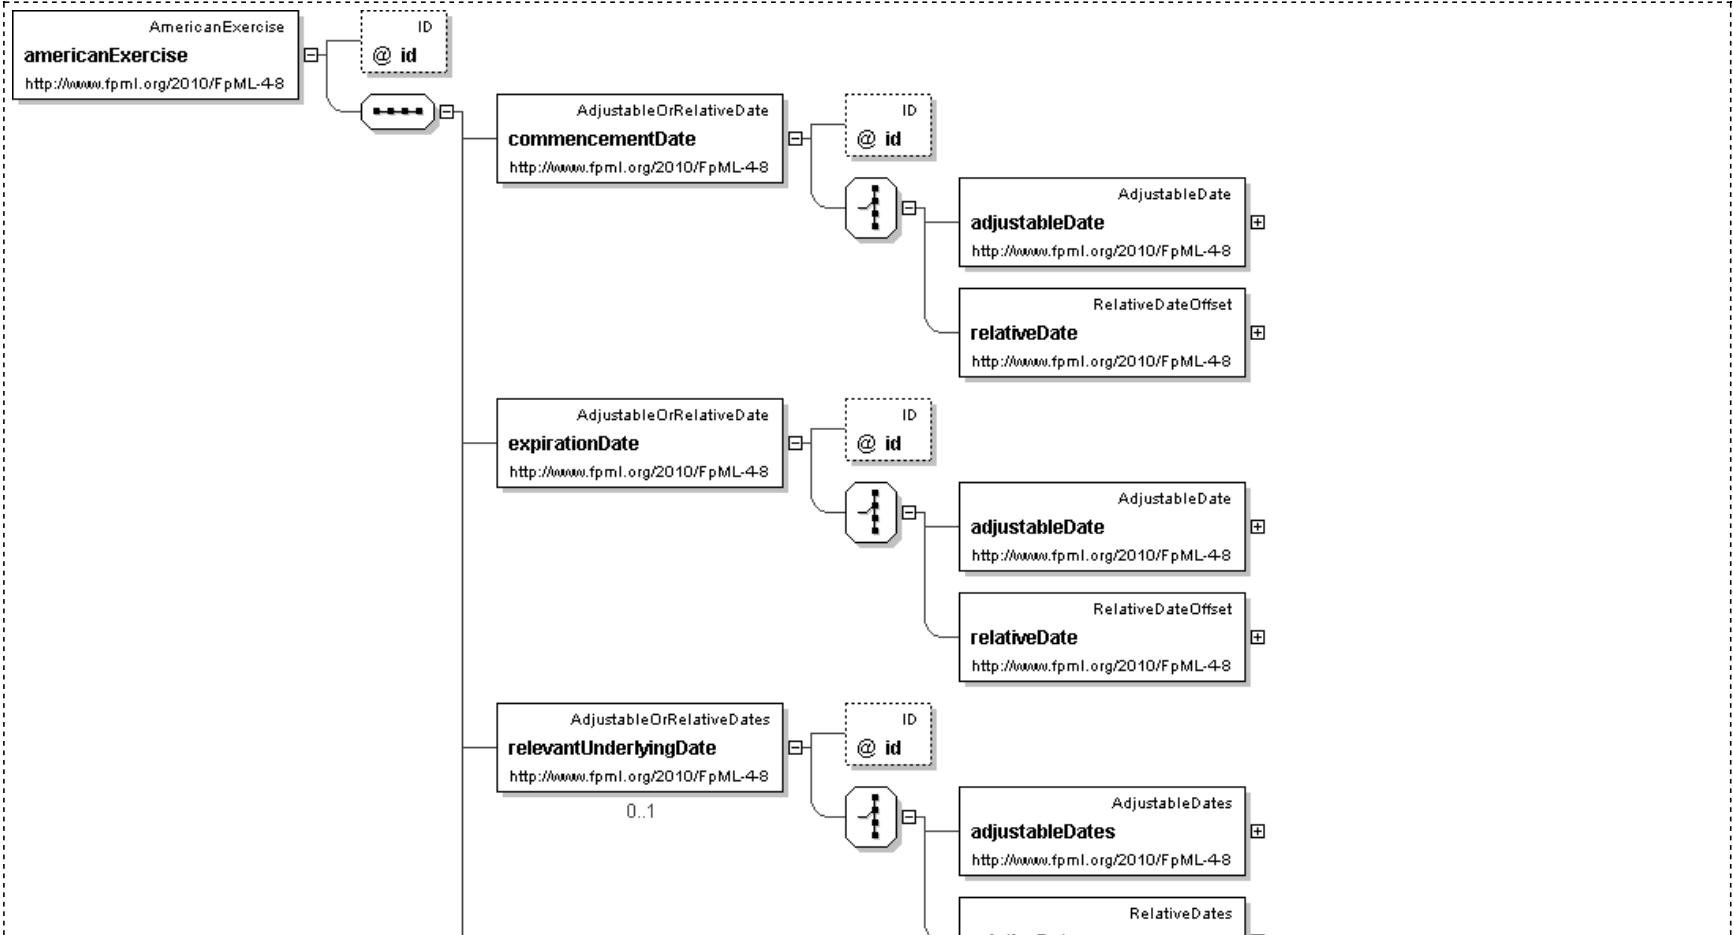 AmericanExercise
americanExercise
http://www.fpml.org/2010/FpML-4-8
ID
@ id
AdjustableOrRelativeDate
commencementDate
http://www.fpml.org/2010/FpML-4-8
ID
@ id
AdjustableDate
adjustableDate
http://www.fpml.org/2010/FpML-4-8
RelativeDateOffset
relativeDate
http://www.fpml.org/2010/FpML-4-8
AdjustableOrRelativeDate
expirationDate
http://www.fpml.org/2010/FpML-4-8
ID
@ id
AdjustableDate
adjustableDate
http://www.fpml.org/2010/FpML-4-8
RelativeDateOffset
relativeDate
http://www.fpml.org/2010/FpML-4-8
AdjustableOrRelativeDates
relevantUnderlyingDate
http://www.fpml.org/2010/FpML-4-8
0..1
ID
@ id
AdjustableDates
adjustableDates
http://www.fpml.org/2010/FpML-4-8
RelativeDates